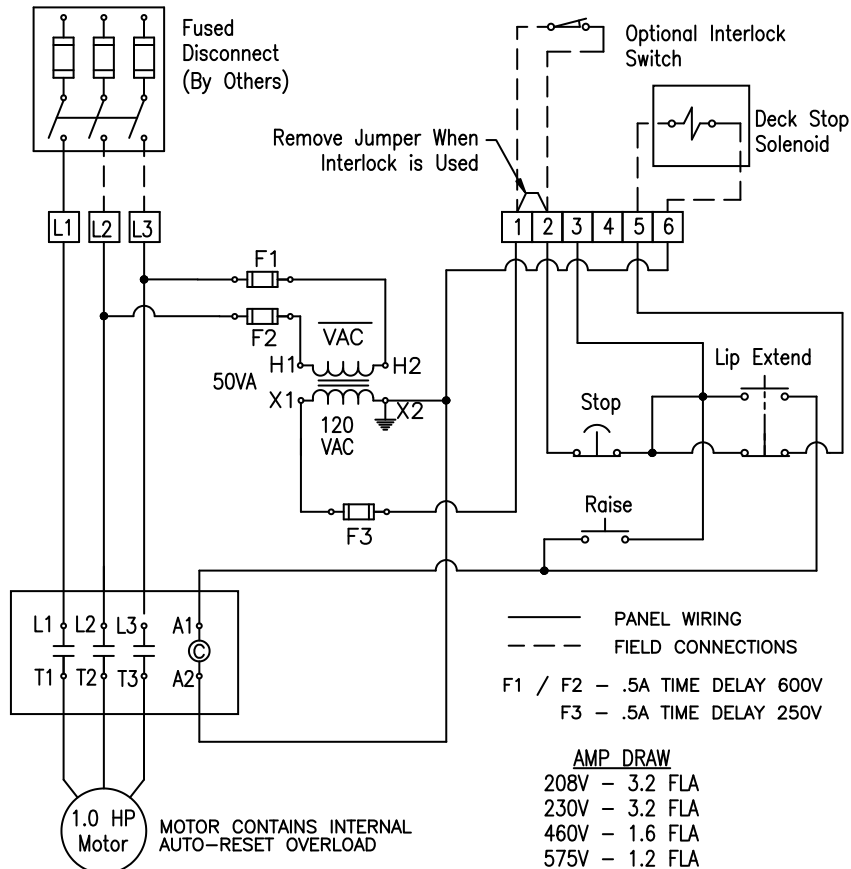 Fused
Disconnect
(By Others)
Optional Interlock
Switch
Deck Stop
Solenoid
Remove Jumper When
Interlock is Used
L1 L2 L3
1 2 3 4 5 6
F1
F2
VAC
H1 H2
50VA
X1 X2
120
VAC
F3
Lip Extend
Stop
Raise
L1 L2 L3 A1
C
T1 T2 T3 A2
PANEL WIRING
FIELD CONNECTIONS
F1 / F2 – .5A TIME DELAY 600V
F3 – .5A TIME DELAY 250V
AMP DRAW
208V – 3.2 FLA
230V – 3.2 FLA
460V – 1.6 FLA
575V – 1.2 FLA
1.0 HP
Motor
MOTOR CONTAINS INTERNAL
AUTO–RESET OVERLOAD